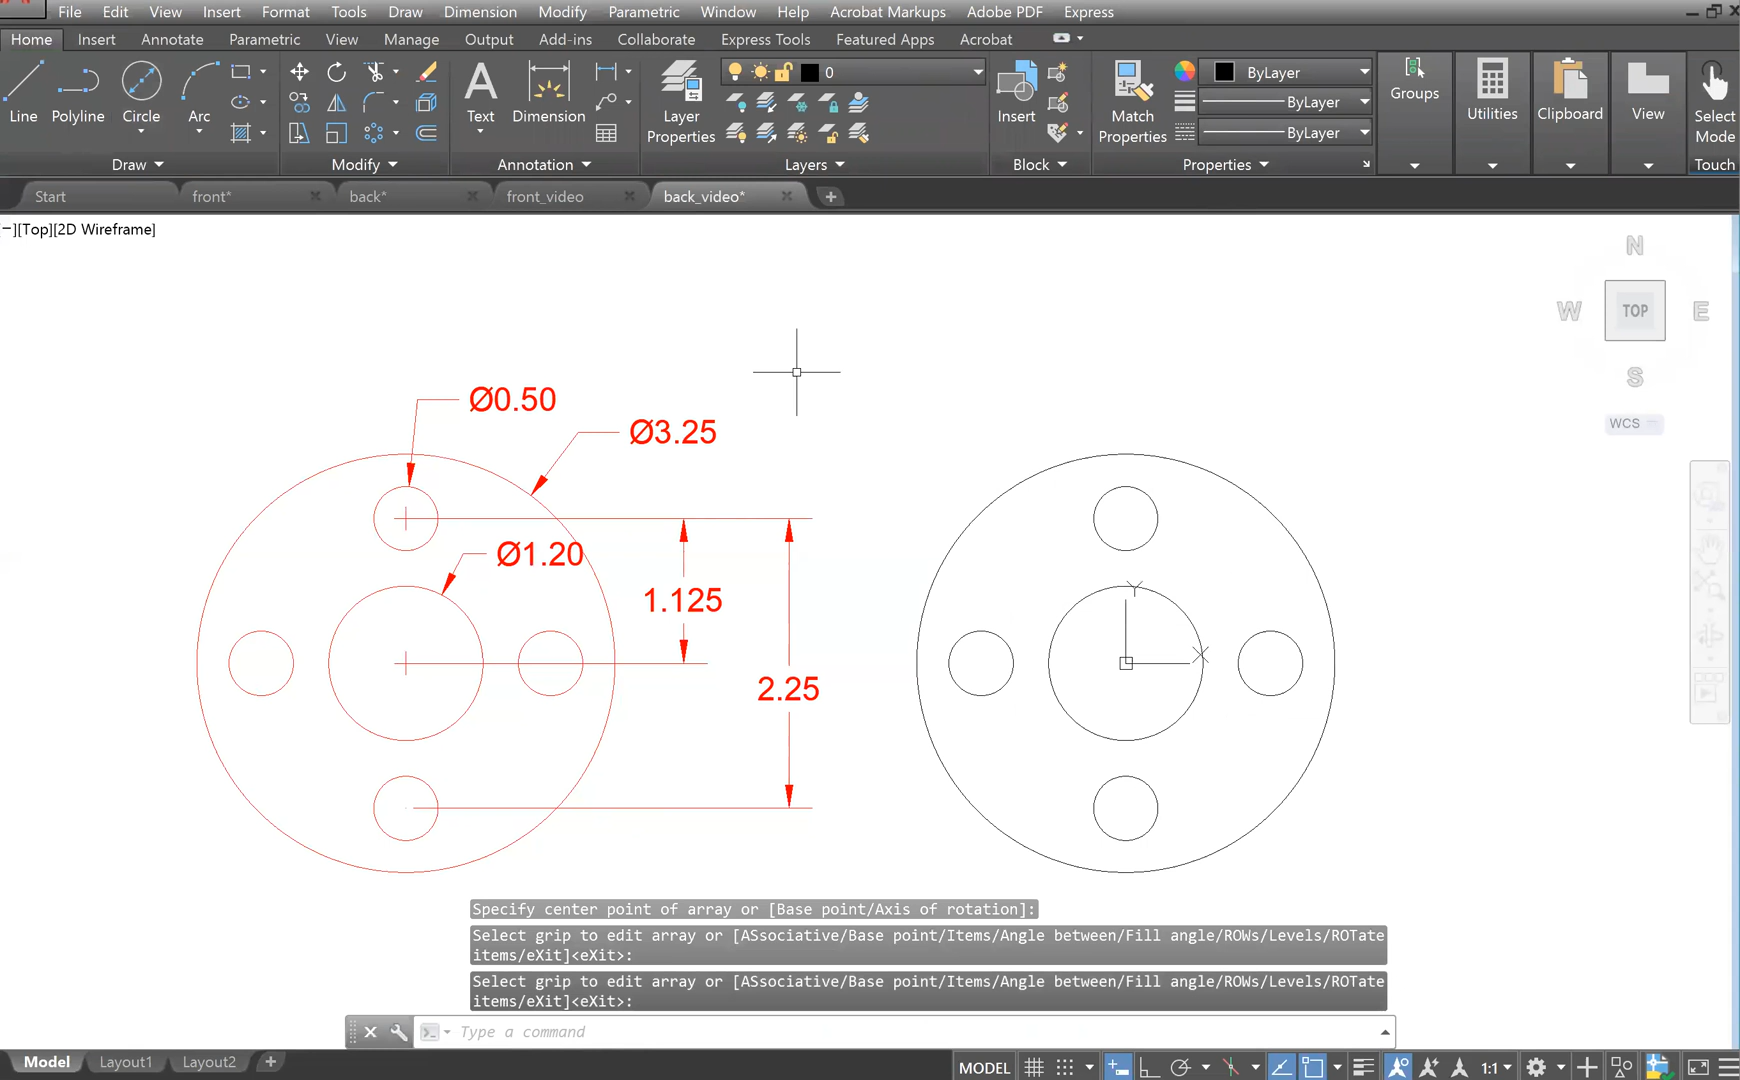 File Edit View Insert Format Tools Draw Dimension Modify Parametric Window Help Acrobat Markups Adobe PDF Express
Home Insert Annotate Parametric View Manage Output Add-ins Collaborate Express Tools Featured Apps Acrobat
Line Polyline Circle Arc
Draw
Modify
Text Dimension
Annotation
Layer Properties
0
Layers
Insert
Block
Match Properties
ByLayer
ByLayer
ByLayer
Properties
Groups
Utilities
Clipboard
View
Select Mode
Touch
Start front* back* front_video back_video*
[Top][2D Wireframe]
N
W TOP E
S
WCS
Ø0.50
Ø3.25
Ø1.20
1.125
2.25
Y
X
Specify center point of array or [Base point/Axis of rotation]:
Select grip to edit array or [ASsociative/Base point/Items/Angle between/Fill angle/ROWs/Levels/ROTate
items/eXit]<eXit>:
Select grip to edit array or [ASsociative/Base point/Items/Angle between/Fill angle/ROWs/Levels/ROTate
items/eXit]<eXit>:
Type a command
Model Layout1 Layout2
MODEL 1:1